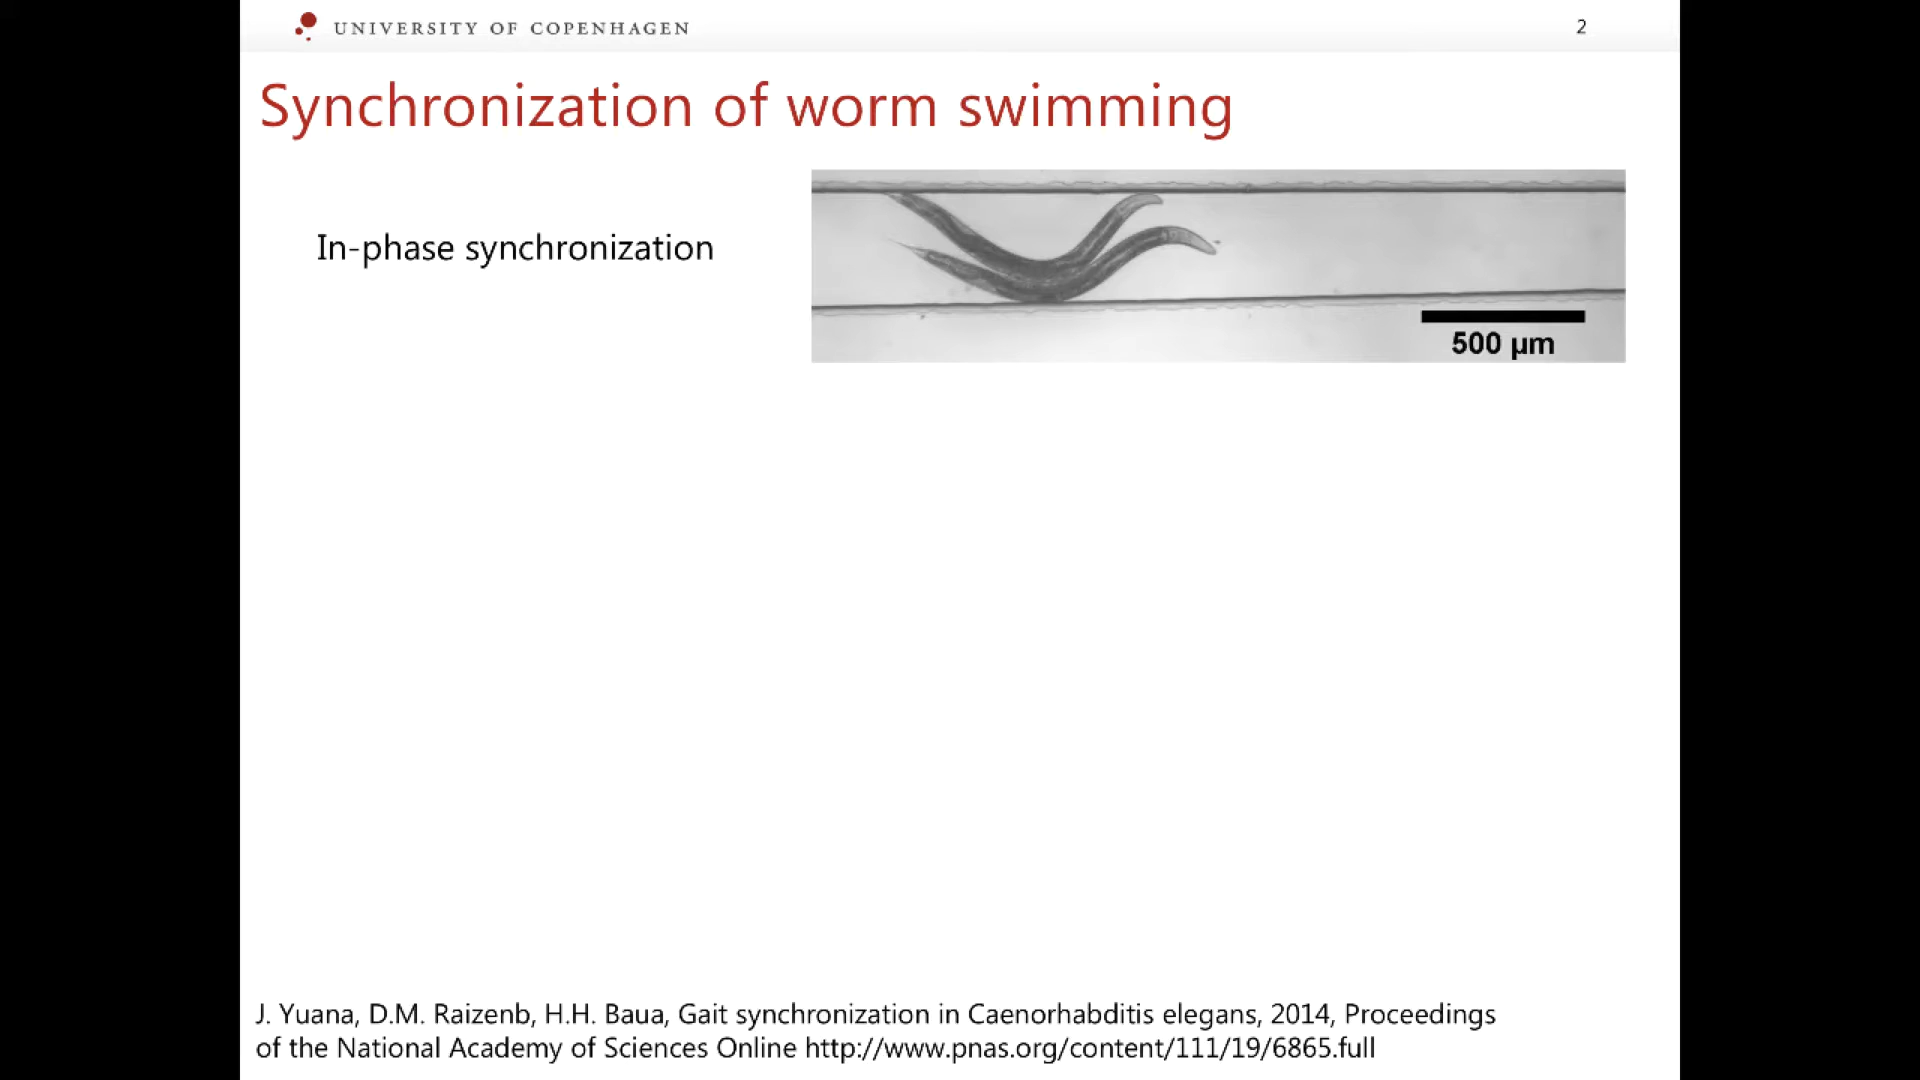 UNIVERSITY OF COPENHAGEN
2
Synchronization of worm swimming
In-phase synchronization
500 µm
J. Yuana, D.M. Raizenb, H.H. Baua, Gait synchronization in Caenorhabditis elegans, 2014, Proceedings
of the National Academy of Sciences Online http://www.pnas.org/content/111/19/6865.full